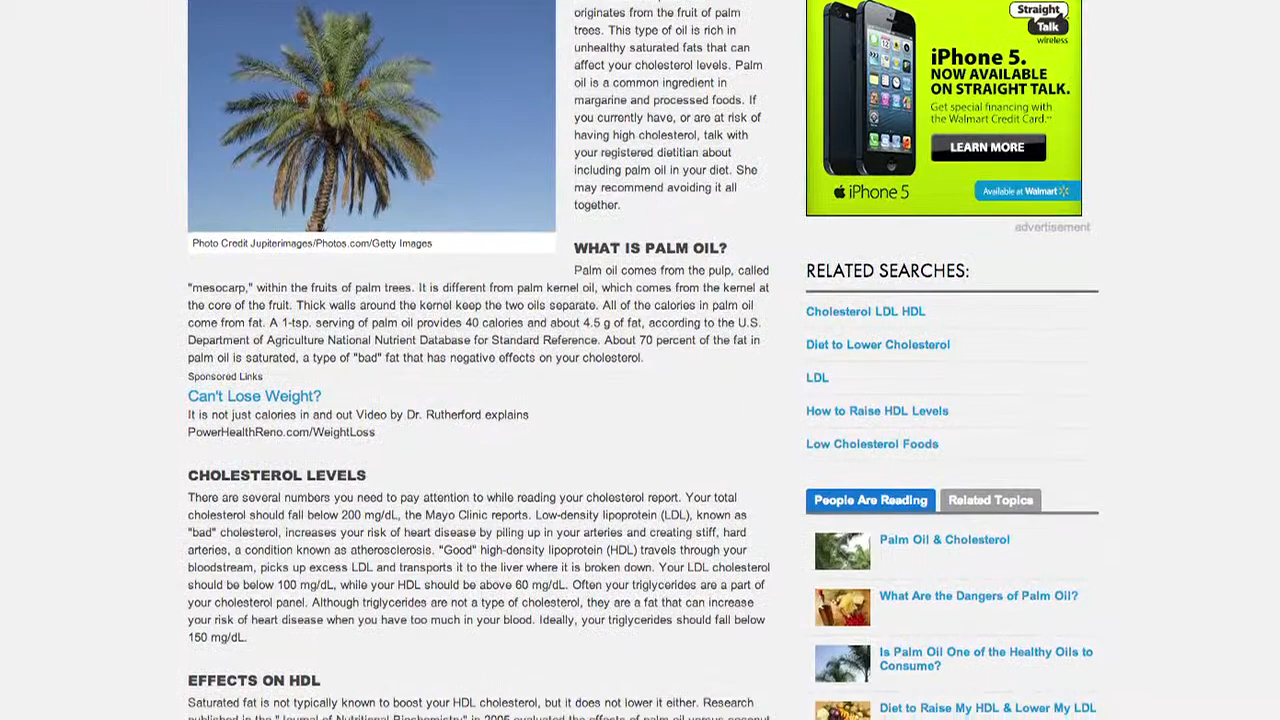 originates from the fruit of palm
trees. This type of oil is rich in
unhealthy saturated fats that can
affect your cholesterol levels. Palm
oil is a common ingredient in
margarine and processed foods. If
you currently have, or are at risk of
having high cholesterol, talk with
your registered dietitian about
including palm oil in your diet. She
may recommend avoiding it all
together.
Photo Credit Jupiterimages/Photos.com/Getty Images
WHAT IS PALM OIL?
Palm oil comes from the pulp, called
"mesocarp," within the fruits of palm trees. It is different from palm kernel oil, which comes from the kernel at
the core of the fruit. Thick walls around the kernel keep the two oils separate. All of the calories in palm oil
come from fat. A 1-tsp. serving of palm oil provides 40 calories and about 4.5 g of fat, according to the U.S.
Department of Agriculture National Nutrient Database for Standard Reference. About 70 percent of the fat in
palm oil is saturated, a type of "bad" fat that has negative effects on your cholesterol.
Sponsored Links
Can't Lose Weight?
It is not just calories in and out Video by Dr. Rutherford explains
PowerHealthReno.com/WeightLoss
CHOLESTEROL LEVELS
There are several numbers you need to pay attention to while reading your cholesterol report. Your total
cholesterol should fall below 200 mg/dL, the Mayo Clinic reports. Low-density lipoprotein (LDL), known as
"bad" cholesterol, increases your risk of heart disease by piling up in your arteries and creating stiff, hard
arteries, a condition known as atherosclerosis. "Good" high-density lipoprotein (HDL) travels through your
bloodstream, picks up excess LDL and transports it to the liver where it is broken down. Your LDL cholesterol
should be below 100 mg/dL, while your HDL should be above 60 mg/dL. Often your triglycerides are a part of
your cholesterol panel. Although triglycerides are not a type of cholesterol, they are a fat that can increase
your risk of heart disease when you have too much in your blood. Ideally, your triglycerides should fall below
150 mg/dL.
EFFECTS ON HDL
Saturated fat is not typically known to boost your HDL cholesterol, but it does not lower it either. Research
published in the "Journal of Nutritional Biochemistry" in 2005 evaluated the effects of palm oil versus coconut
Straight
Talk
wireless
iPhone 5.
NOW AVAILABLE
ON STRAIGHT TALK.
Get special financing with
the Walmart Credit Card.**
LEARN MORE
iPhone 5
Available at Walmart
advertisement
RELATED SEARCHES:
Cholesterol LDL HDL
Diet to Lower Cholesterol
LDL
How to Raise HDL Levels
Low Cholesterol Foods
People Are Reading
Related Topics
Palm Oil & Cholesterol
What Are the Dangers of Palm Oil?
Is Palm Oil One of the Healthy Oils to
Consume?
Diet to Raise My HDL & Lower My LDL